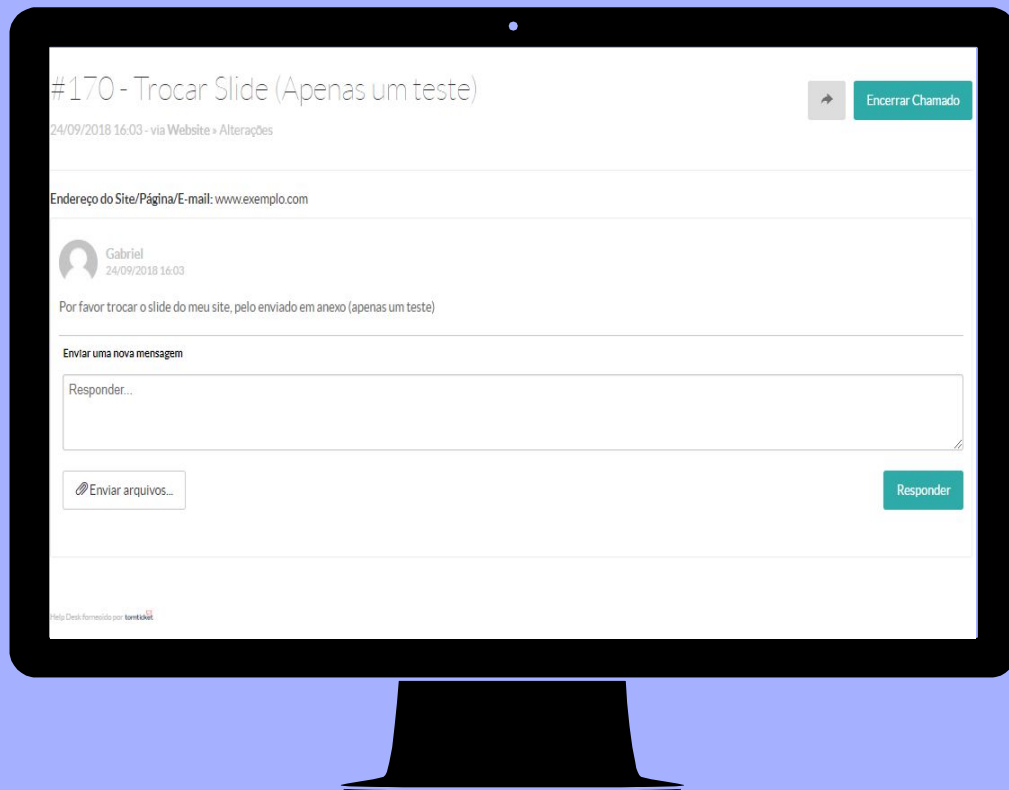 #170 - Trocar Slide (Apenas um teste)
Encerrar Chamado
24/09/2018 16:03 - via Website » Alterações
Endereço do Site/Página/E-mail: www.exemplo.com
Gabriel
24/09/2018 16:03
Por favor trocar o slide do meu site, pelo enviado em anexo (apenas um teste)
Enviar uma nova mensagem
Responder...
Enviar arquivos...
Responder
Help Desk fornecido por tomticket